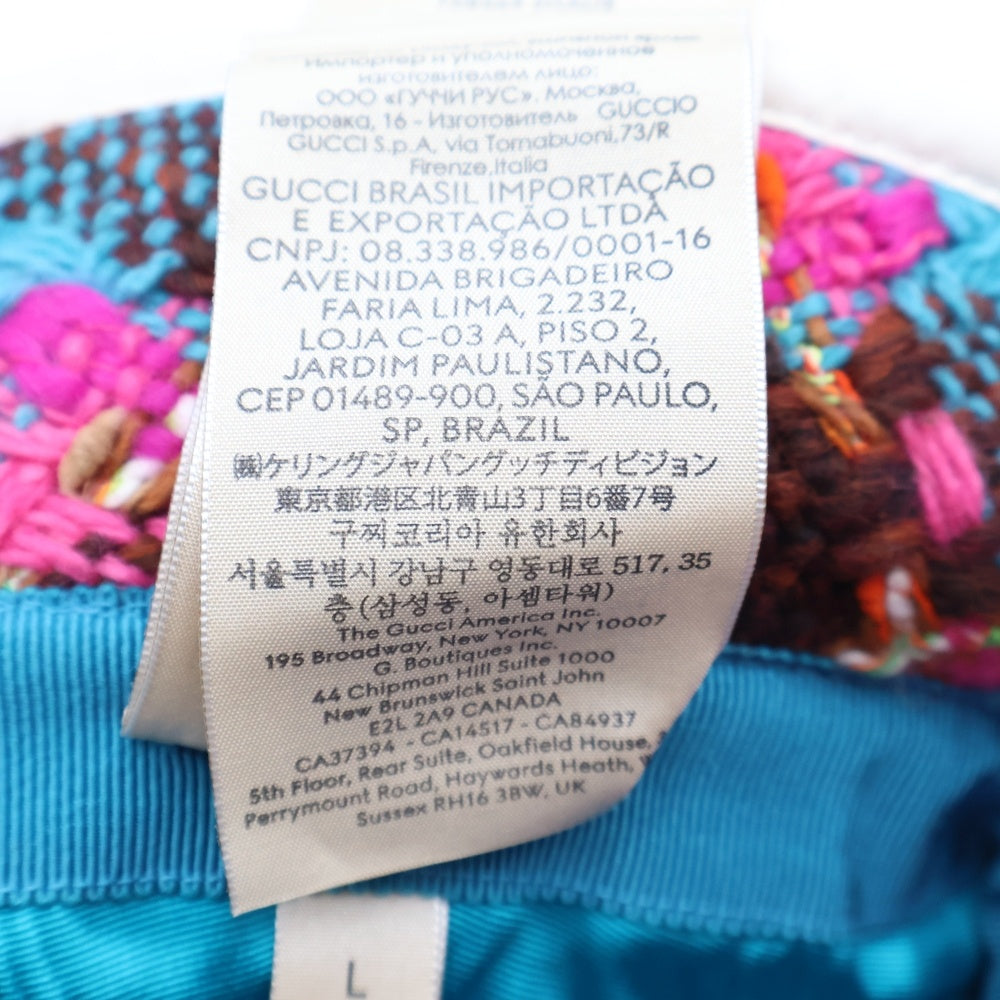 Импортер и уполномоченное
изготовителем лицо:
ООО «ГУЧЧИ РУС». Москва,
Петровка, 16 - Изготовитель GUCCIO
GUCCI S.p.A, via Tornabuoni.73/R
Firenze,Italia
GUCCI BRASIL IMPORTAÇÃO
E EXPORTAÇÃO LTDA
CNPJ: 08.338.986/0001-16
AVENIDA BRIGADEIRO
FARIA LIMA, 2.232,
LOJA C-03 A, PISO 2,
JARDIM PAULISTANO,
CEP 01489-900, SÃO PAULO,
SP, BRAZIL
㈱ケリングジャパングッチディビジョン
東京都港区北青山3丁目6番7号
구찌코리아 유한회사
서울특별시 강남구 영동대로 517, 35
층 (삼성동, 아셈타워)
The Gucci America Inc.
195 Broadway, New York, NY 10007
G. Boutiques Inc.
44 Chipman Hill Suite 1000
New Brunswick Saint John
E2L 2A9 CANADA
CA37394 - CA14517 - CA84937
5th Floor, Rear Suite, Oakfield House,
Perrymount Road, Haywards Heath,
Sussex RH16 3BW, UK
L